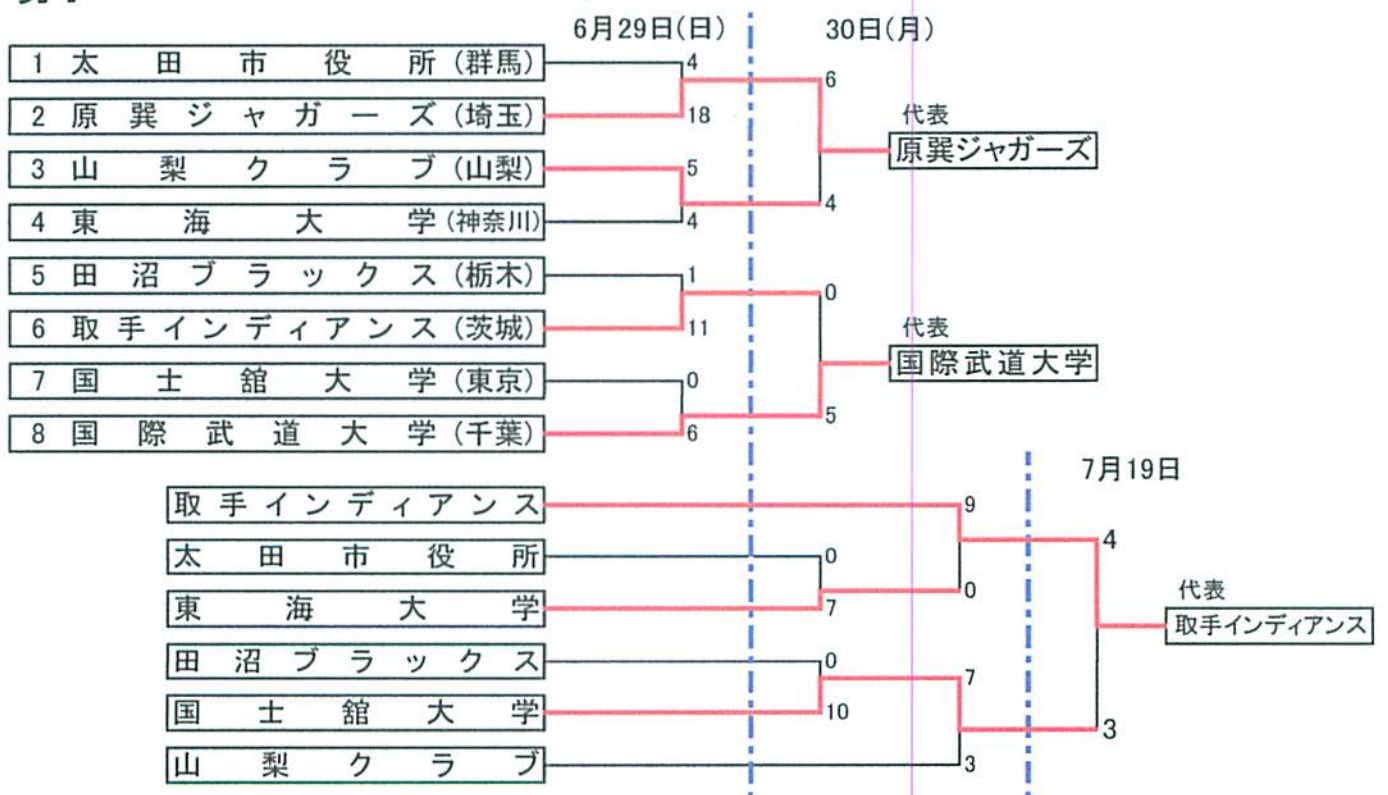 6月29日(日) 30日(月)
1 太田市役所(群馬) 4
6
2 原巽ジャガーズ(埼玉) 18
代表
原巽ジャガーズ
3 山梨クラブ(山梨) 5
4
4 東海大学(神奈川) 4
5 田沼ブラックス(栃木) 1
0
6 取手インディアンス(茨城) 11
代表
国際武道大学
7 国士舘大学(東京) 0
5
8 国際武道大学(千葉) 6
7月19日
取手インディアンス 9
4
太田市役所 0
0
東海大学 7
代表
取手インディアンス
田沼ブラックス 0
7
国士舘大学 10
3
山梨クラブ 3